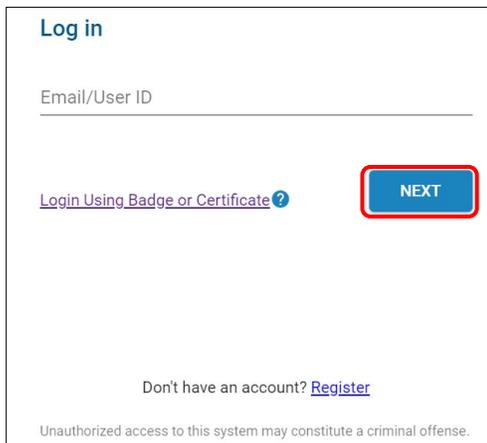 Log in
Email/User ID
Login Using Badge or Certificate ?
NEXT
Don't have an account? Register
Unauthorized access to this system may constitute a criminal offense.